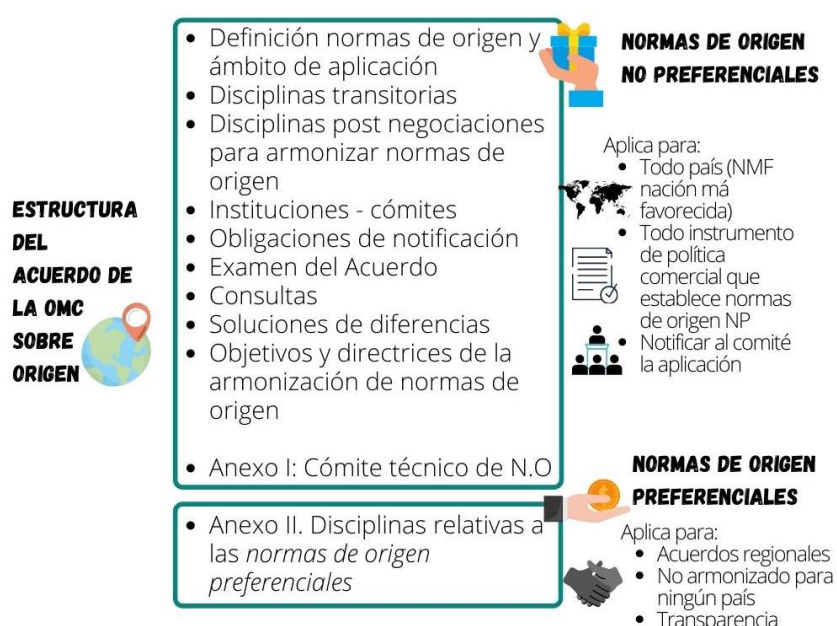 ESTRUCTURA
DEL
ACUERDO DE
LA OMC
SOBRE
ORIGEN
• Definición normas de origen y
ámbito de aplicación
• Disciplinas transitorias
• Disciplinas post negociaciones
para armonizar normas de
origen
• Instituciones - cómites
• Obligaciones de notificación
• Examen del Acuerdo
• Consultas
• Soluciones de diferencias
• Objetivos y directrices de la
armonización de normas de
origen
• Anexo I: Cómite técnico de N.O
• Anexo II. Disciplinas relativas a
las normas de origen
preferenciales
NORMAS DE ORIGEN
NO PREFERENCIALES
Aplica para:
• Todo país (NMF
nación má
favorecida)
• Todo instrumento
de política
comercial que
establece normas
de origen NP
• Notificar al comité
la aplicación
NORMAS DE ORIGEN
PREFERENCIALES
Aplica para:
• Acuerdos regionales
• No armonizado para
ningún país
• Transparencia